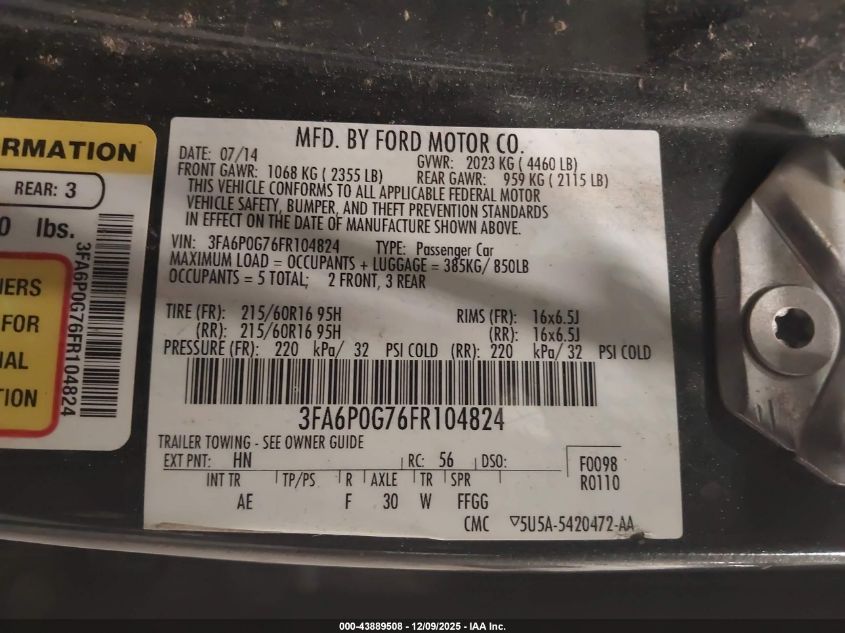 RMATION
REAR: 3
0 lbs.
3FA6P0G76FR104824
IERS
FOR
IAL
TION
MFD. BY FORD MOTOR CO.
DATE: 07/14 GVWR: 2023 KG ( 4460 LB)
FRONT GAWR: 1068 KG ( 2355 LB) REAR GAWR: 959 KG ( 2115 LB)
THIS VEHICLE CONFORMS TO ALL APPLICABLE FEDERAL MOTOR
VEHICLE SAFETY, BUMPER, AND THEFT PREVENTION STANDARDS
IN EFFECT ON THE DATE OF MANUFACTURE SHOWN ABOVE.
VIN: 3FA6P0G76FR104824 TYPE: Passenger Car
MAXIMUM LOAD = OCCUPANTS + LUGGAGE = 385KG/ 850LB
OCCUPANTS = 5 TOTAL; 2 FRONT, 3 REAR
TIRE (FR): 215/60R16 95H RIMS (FR): 16x6.5J
(RR): 215/60R16 95H (RR): 16x6.5J
PRESSURE (FR): 220 kPa/ 32 PSI COLD (RR): 220 kPa/ 32 PSI COLD
3FA6P0G76FR104824
TRAILER TOWING - SEE OWNER GUIDE
EXT PNT: HN RC: 56 DSO: F0098
R0110
INT TR TP/PS R AXLE TR SPR
AE F 30 W FFGG
CMC ▽5U5A-5420472-AA
000-43889508 - 12/09/2025 - IAA Inc.